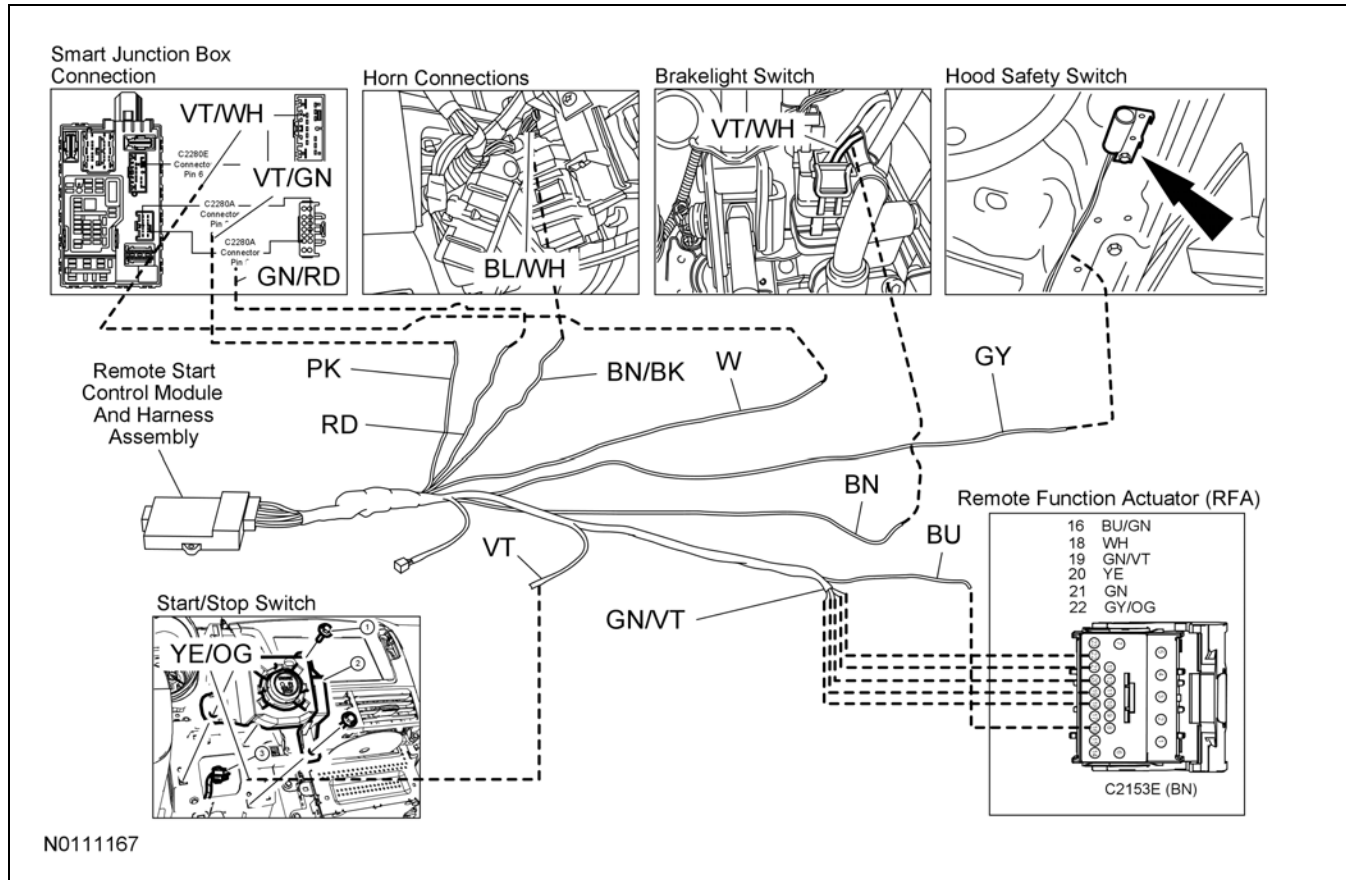 Smart Junction Box
Connection
Horn Connections
Brakelight Switch
Hood Safety Switch
VT/WH
C2280E
Connector
Pin 6
VT/GN
C2280A
Connector
Pin
C2280A
Connector
Pin
GN/RD
BL/WH
VT/WH
Remote Start
Control Module
And Harness
Assembly
PK
RD
BN/BK
W
GY
BN
BU
VT
GN/VT
Start/Stop Switch
YE/OG
1
2
3
Remote Function Actuator (RFA)
16 BU/GN
18 WH
19 GN/VT
20 YE
21 GN
22 GY/OG
C2153E (BN)
N0111167